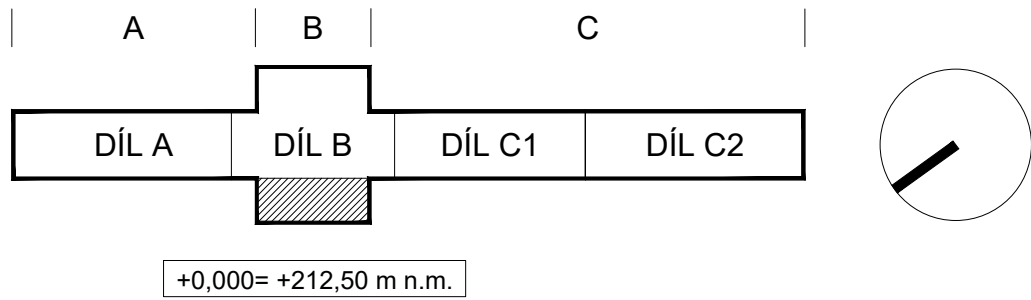 A B C
DÍL A DÍL B DÍL C1 DÍL C2
+0,000= +212,50 m n.m.